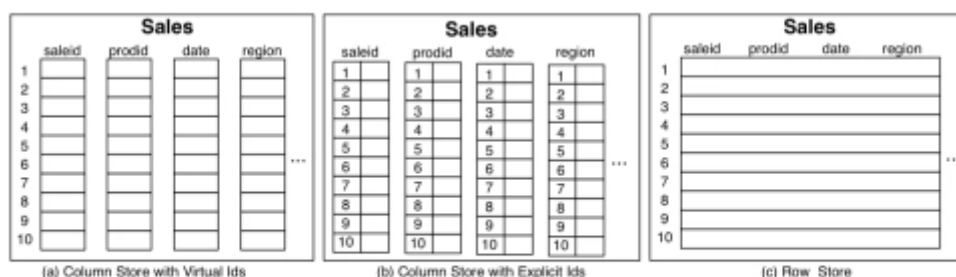 Sales
saleid prodid date region
1
2
3
4
5
6
7
8
9
10
...
(a) Column Store with Virtual Ids
Sales
saleid prodid date region
1 1 1 1
2 2 2 2
3 3 3 3
4 4 4 4
5 5 5 5
6 6 6 6
7 7 7 7
8 8 8 8
9 9 9 9
10 10 10 10
...
(b) Column Store with Explicit Ids
Sales
saleid prodid date region
1
2
3
4
5
6
7
8
9
10
...
(c) Row Store